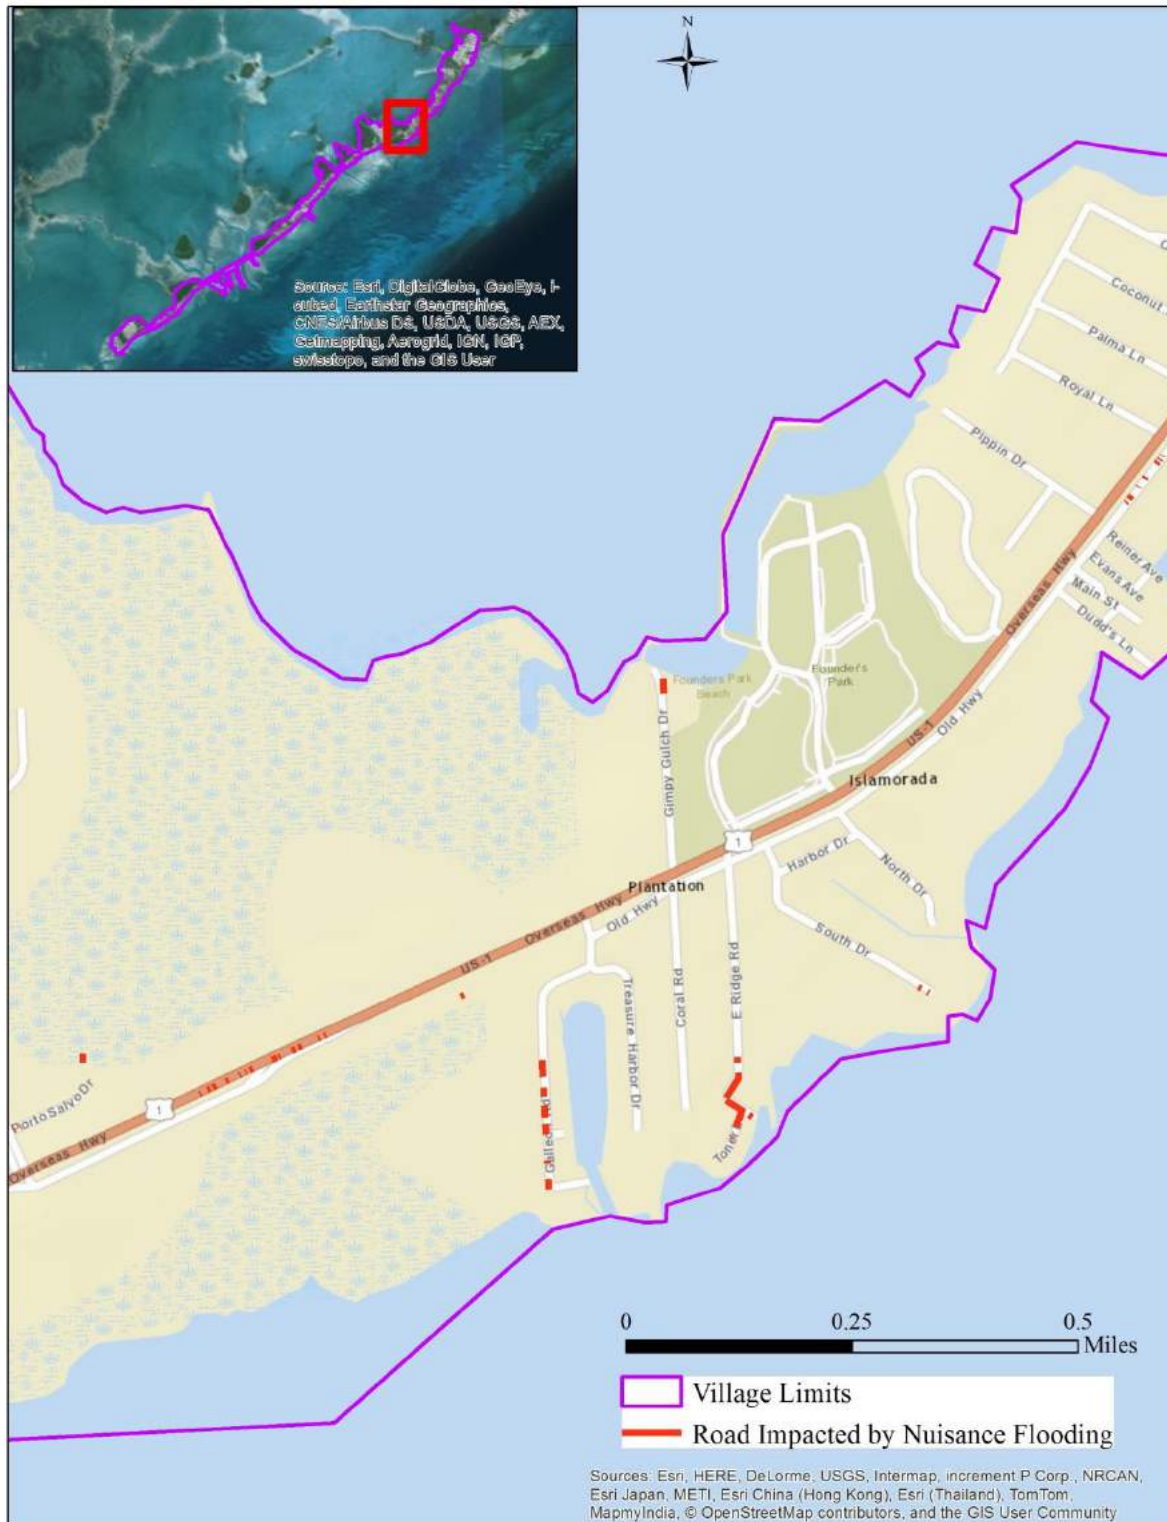 N
Source: Esri, DigitalGlobe, GeoEye, i-
cubed, Earthstar Geographics,
CNES/Airbus DS, USDA, USGS, AEX,
Getmapping, Aerogrid, IGN, IGP,
swisstopo, and the GIS User
Coconut
Palma Ln
Royal Ln
Pippin Dr
Reiner Ave
Evans Ave
Main St
Dudd's Ln
Overseas Hwy
US-1
Old Hwy
Founder's
Park
Founders Park
Beach
Gimpy Gulch Dr
Islamorada
1
Plantation
Harbor Dr
North Dr
South Dr
Overseas Hwy
Old Hwy
US-1
Treasure Harbor Dr
Coral Rd
E Ridge Rd
Porto Salvo Dr
1
Overseas Hwy
0 0.25 0.5
Miles
Village Limits
Road Impacted by Nuisance Flooding
Sources: Esri, HERE, DeLorme, USGS, Intermap, increment P Corp., NRCAN,
Esri Japan, METI, Esri China (Hong Kong), Esri (Thailand), TomTom,
MapmyIndia, © OpenStreetMap contributors, and the GIS User Community